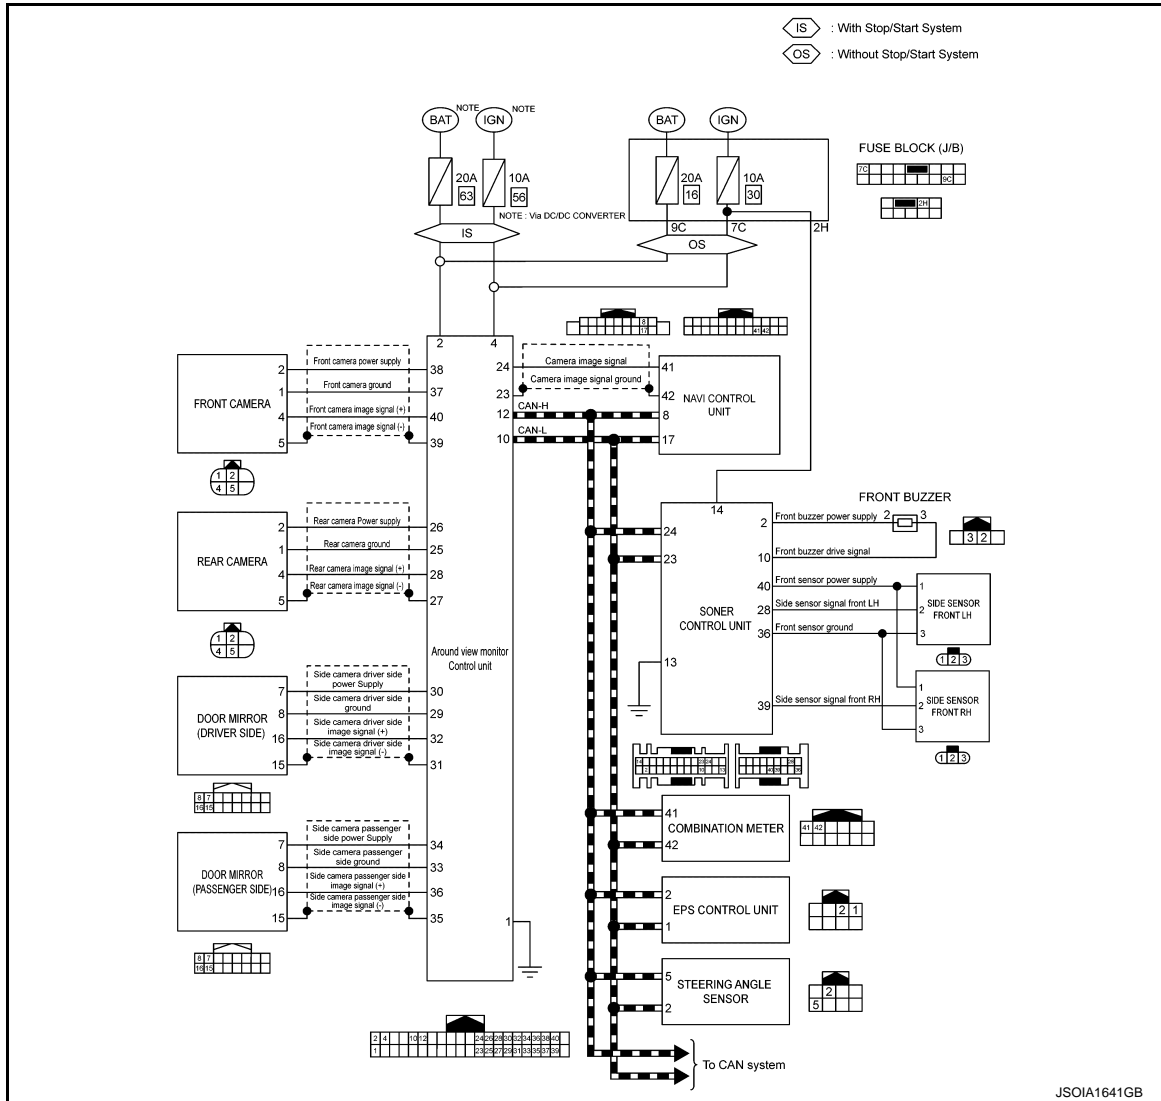 IS : With Stop/Start System
OS : Without Stop/Start System
BAT NOTE IGN NOTE BAT IGN
FUSE BLOCK (J/B)
7C
9C
2H
20A 63 10A 56 20A 16 10A 30
NOTE : Via DC/DC CONVERTER
9C 7C 2H
IS
OS
8
17
41 42
2 4
FRONT CAMERA
2 Front camera power supply 38
1 Front camera ground 37
4 Front camera image signal (+) 40
5 Front camera image signal (-) 39
1 2
4 5
24 Camera image signal 41
23 Camera image signal ground 42
12 CAN-H 8
10 CAN-L 17
NAVI CONTROL
UNIT
REAR CAMERA
2 Rear camera Power supply 26
1 Rear camera ground 25
4 Rear camera image signal (+) 28
5 Rear camera image signal (-) 27
1 2
4 5
Around view monitor
Control unit
14
24
23
13
SONER
CONTROL UNIT
FRONT BUZZER
2 Front buzzer power supply 2 3
10 Front buzzer drive signal
3 2
40 Front sensor power supply 1
28 Side sensor signal front LH 2
36 Front sensor ground 3
SIDE SENSOR
FRONT LH
1 2 3
39 Side sensor signal front RH
1
2
3
SIDE SENSOR
FRONT RH
1 2 3
DOOR MIRROR
(DRIVER SIDE)
7 Side camera driver side
power Supply 30
8 Side camera driver side
ground 29
16 Side camera driver side
image signal (+) 32
15 Side camera driver side
image signal (-) 31
8 7
16 15
14 23 24
2 10 13
28
40 39 36
DOOR MIRROR
(PASSENGER SIDE)
7 Side camera passenger
side power Supply 34
8 Side camera passenger
side ground 33
16 Side camera passenger side
image signal (+) 36
15 Side camera passenger side
image signal (-) 35
8 7
16 15
1
41
42
COMBINATION METER
41 42
2
1
EPS CONTROL UNIT
2 1
5
2
STEERING ANGLE
SENSOR
2
5
2 4 10 12 24 26 28 30 32 34 36 38 40
1 23 25 27 29 31 33 35 37 39
To CAN system
JSOIA1641GB